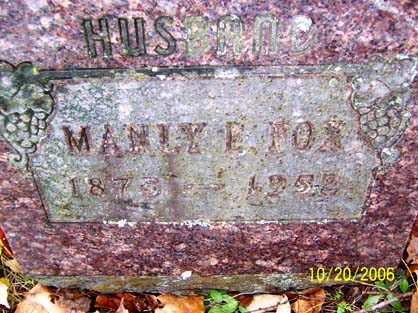 HUSBAND
MANLY E. FOX
1873 — 1952
10/20/2006